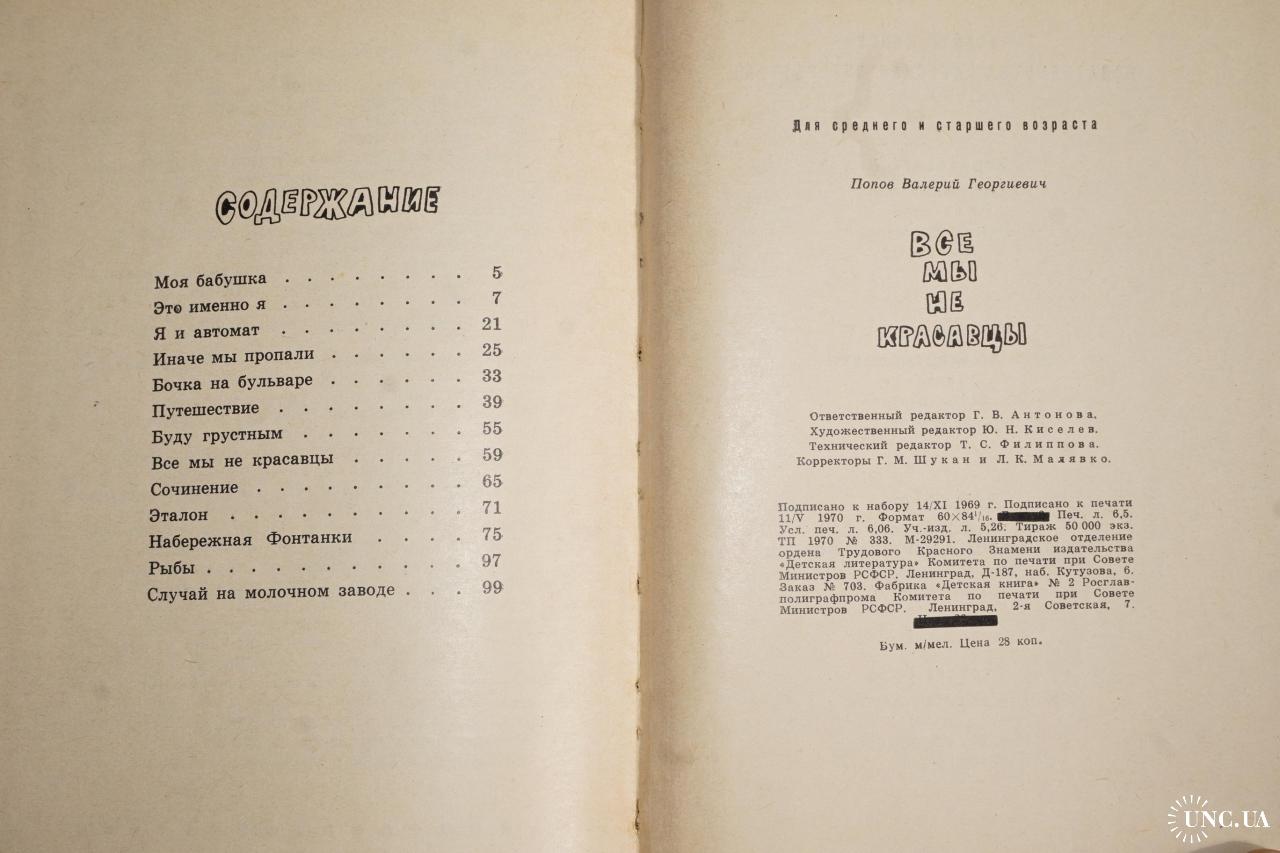 СОДЕРЖАНИЕ
Моя бабушка . . . . . . . . 5
Это именно я . . . . . . . . 7
Я и автомат . . . . . . . . 21
Иначе мы пропали . . . . . . 25
Бочка на бульваре . . . . . . 33
Путешествие . . . . . . . . 39
Буду грустным . . . . . . . 55
Все мы не красавцы . . . . . 59
Сочинение . . . . . . . . . 65
Эталон . . . . . . . . . . 71
Набережная Фонтанки . . . . 75
Рыбы . . . . . . . . . . . 97
Случай на молочном заводе . . . 99
Для среднего и старшего возраста
Попов Валерий Георгиевич
ВСЕ
МЫ
НЕ
КРАСАВЦЫ
Ответственный редактор Г. В. Антонова.
Художественный редактор Ю. Н. Киселев.
Технический редактор Т. С. Филиппова.
Корректоры Г. М. Шукан и Л. К. Малявко.
Подписано к набору 14/XI 1969 г. Подписано к печати
11/V 1970 г. Формат 60×84¹/₁₆. Печ. л. 6,5.
Усл. печ. л. 6,06. Уч.-изд. л. 5,26. Тираж 50 000 экз.
ТП 1970 № 333. М-29291. Ленинградское отделение
ордена Трудового Красного Знамени издательства
«Детская литература» Комитета по печати при Совете
Министров РСФСР. Ленинград, Д-187, наб. Кутузова, 6.
Заказ № 703. Фабрика «Детская книга» № 2 Росглав-
полиграфпрома Комитета по печати при Совете
Министров РСФСР. Ленинград, 2-я Советская, 7.
Бум. м/мел. Цена 28 коп.
UNC.UA